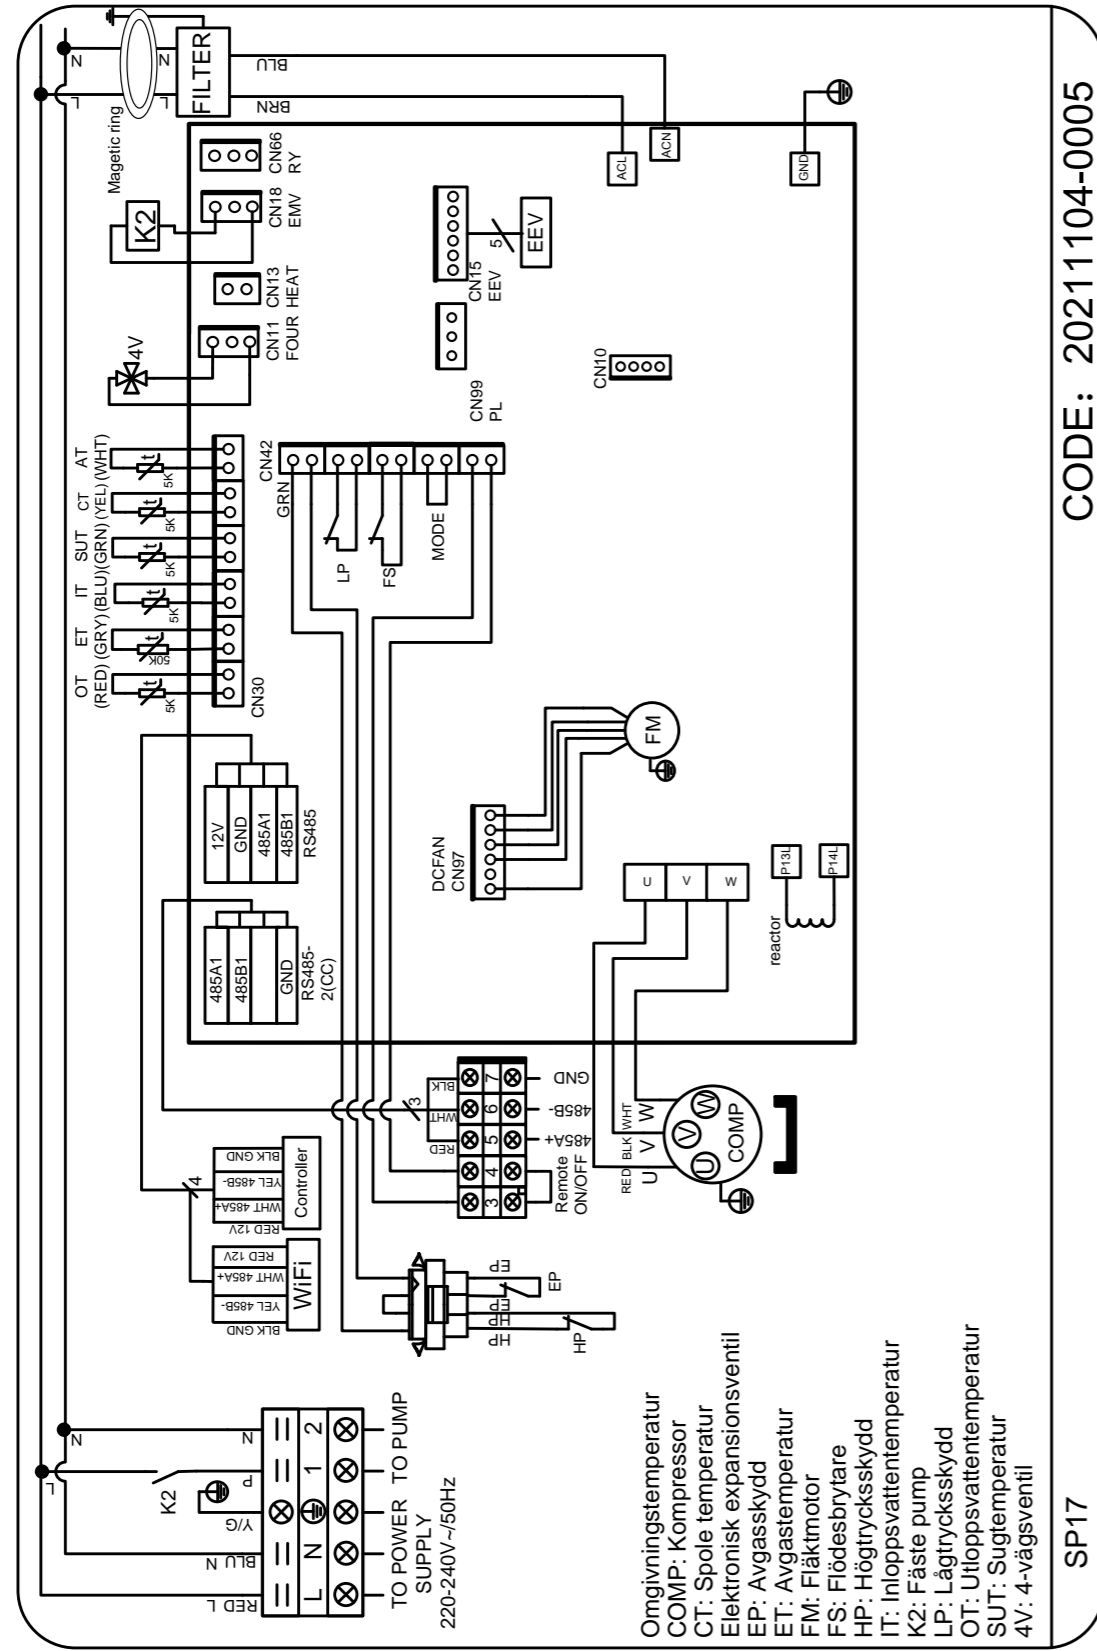 N
N
L
L
Magetic ring
FILTER
BLU
BRN
CN66
RY
K2
CN18
EMV
CN13
HEAT
4V
CN11
FOUR
CN15
EEV
5
EEV
CN99
PL
CN10
ACL
ACN
GND
AT
(WHT)
5K
t
CT
(YEL)
5K
t
SUT
(GRN)
5K
t
IT
(BLU)
5K
t
ET
(GRY)
50K
t
OT
(RED)
5K
t
CN30
CN42
GRN
LP
FS
MODE
12V
GND
485A1
485B1
RS485
485A1
485B1
GND
RS485-
2(CC)
DCFAN
CN97
FM
U
V
W
reactor
P13L
P14L
4
3
BLK GND
YEL 485B-
WHT 485A+
RED 12V
Controller
RED 12V
WHT 485A+
YEL 485B-
BLK GND
WiFi
BLK
WHT
RED
7
6
5
4
3
GND
485B-
485A+
Remote
ON/OFF
RED
BLK
WHT
U
V
W
U
V
W
COMP
EP
EP
HP
HP
EP
HP
N
N
L
P
K2
Y/G
BLU N
RED L
L
N
1
2
TO PUMP
TO POWER
SUPPLY
220-240V~/50Hz
Omgivningstemperatur
COMP: Kompressor
CT: Spole temperatur
Elektronisk expansionsventil
EP: Avgasskydd
ET: Avgastemperatur
FM: Fläktmotor
FS: Flödesbrytare
HP: Högtrycksskydd
IT: Inloppsvattentemperatur
K2: Fäste pump
LP: Lågtrycksskydd
OT: Utloppsvattentemperatur
SUT: Sugtemperatur
4V: 4-vägsventil
SP17
CODE: 20211104-0005